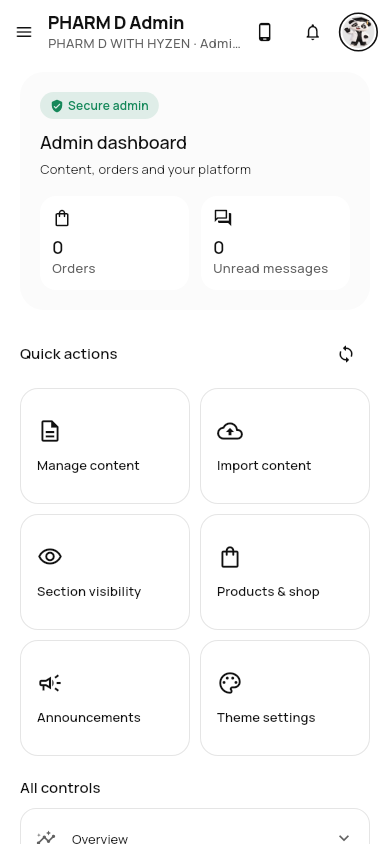 PHARM D Admin
PHARM D WITH HYZEN · Admi...
Secure admin
Admin dashboard
Content, orders and your platform
0
Orders
0
Unread messages
Quick actions
Manage content
Import content
Section visibility
Products & shop
Announcements
Theme settings
All controls
Overview